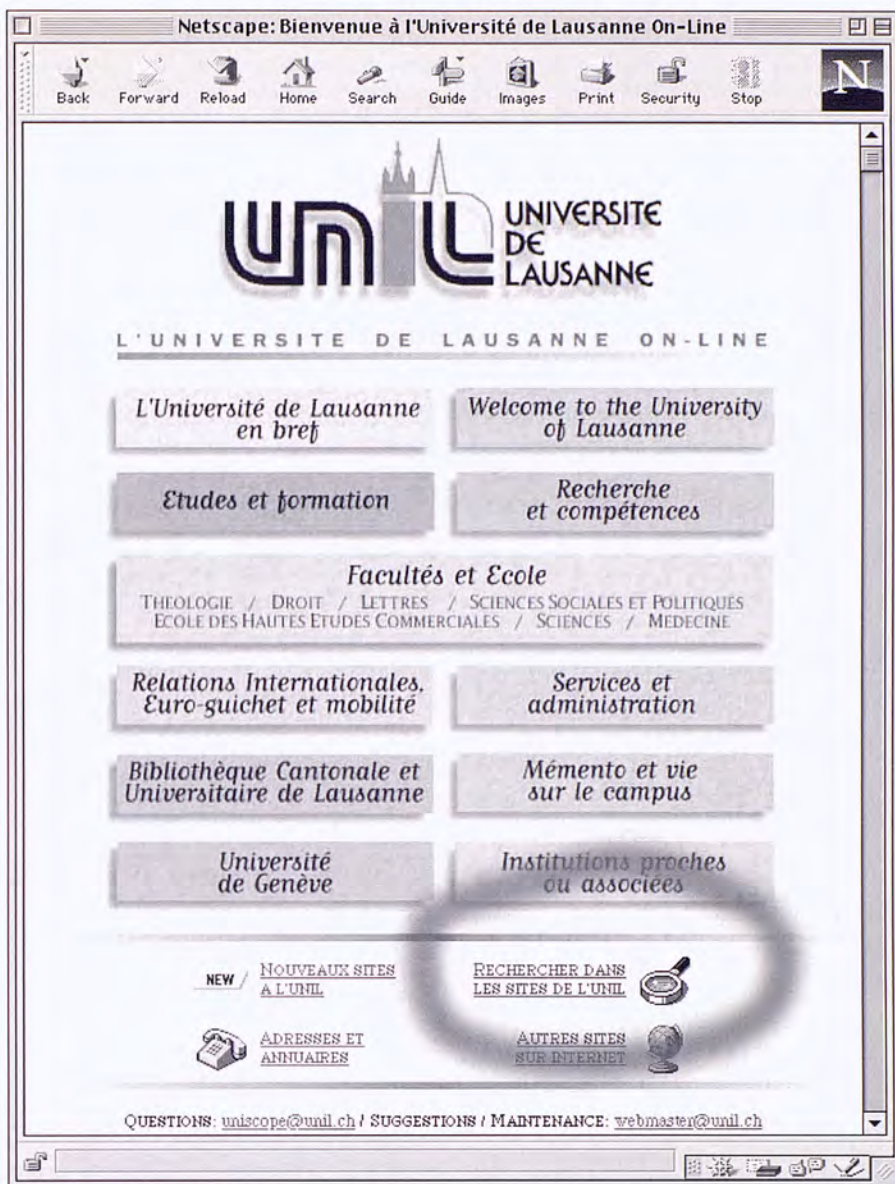 Netscape: Bienvenue à l'Université de Lausanne On-Line
Back Forward Reload Home Search Guide Images Print Security Stop
N
unil
UNIVERSITE
DE
LAUSANNE
L'UNIVERSITE DE LAUSANNE ON-LINE
L'Université de Lausanne
en bref
Welcome to the University
of Lausanne
Etudes et formation
Recherche
et compétences
Facultés et Ecole
THEOLOGIE / DROIT / LETTRES / SCIENCES SOCIALES ET POLITIQUES
ECOLE DES HAUTES ETUDES COMMERCIALES / SCIENCES / MEDECINE
Relations Internationales,
Euro-guichet et mobilité
Services et
administration
Bibliothèque Cantonale et
Universitaire de Lausanne
Mémento et vie
sur le campus
Université
de Genève
Institutions proches
ou associées
NEW / NOUVEAUX SITES
A L'UNIL
RECHERCHER DANS
LES SITES DE L'UNIL
ADRESSES ET
ANNUAIRES
AUTRES SITES
SUR INTERNET
QUESTIONS: uniscope@unil.ch / SUGGESTIONS / MAINTENANCE: webmaster@unil.ch